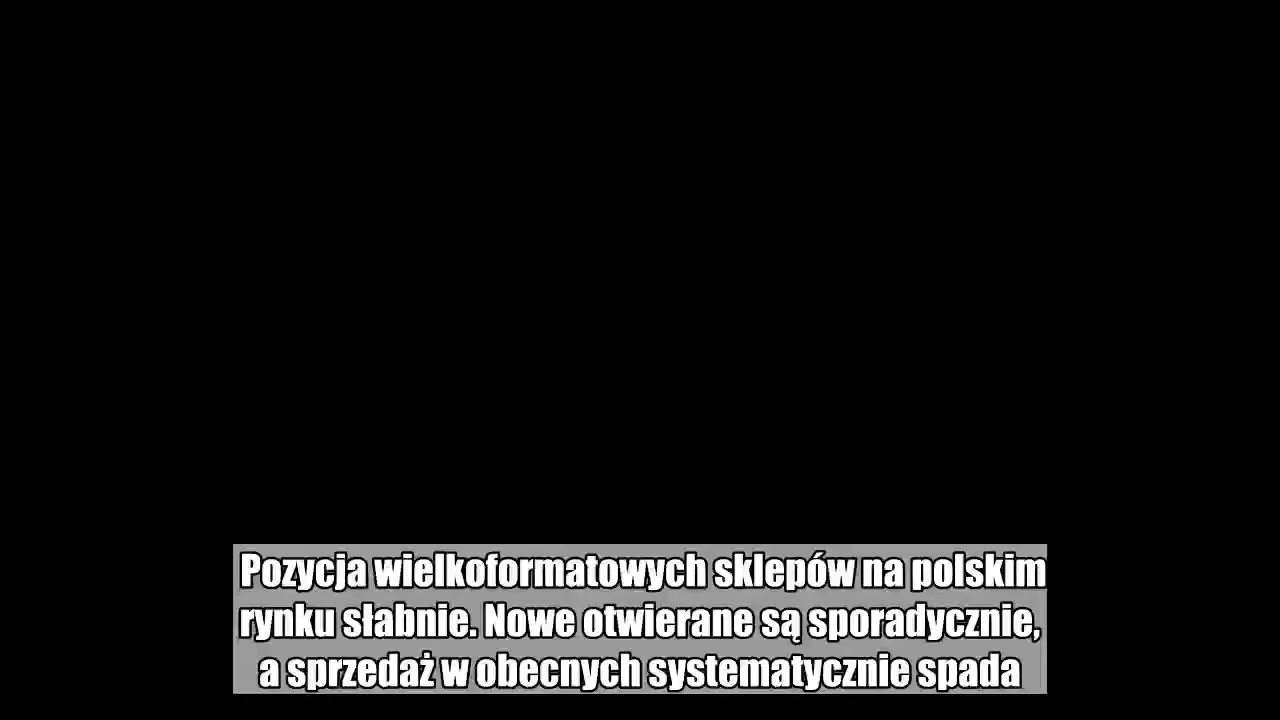 Pozycja wielkoformatowych sklepów na polskim
rynku słabnie. Nowe otwierane są sporadycznie,
a sprzedaż w obecnych systematycznie spada